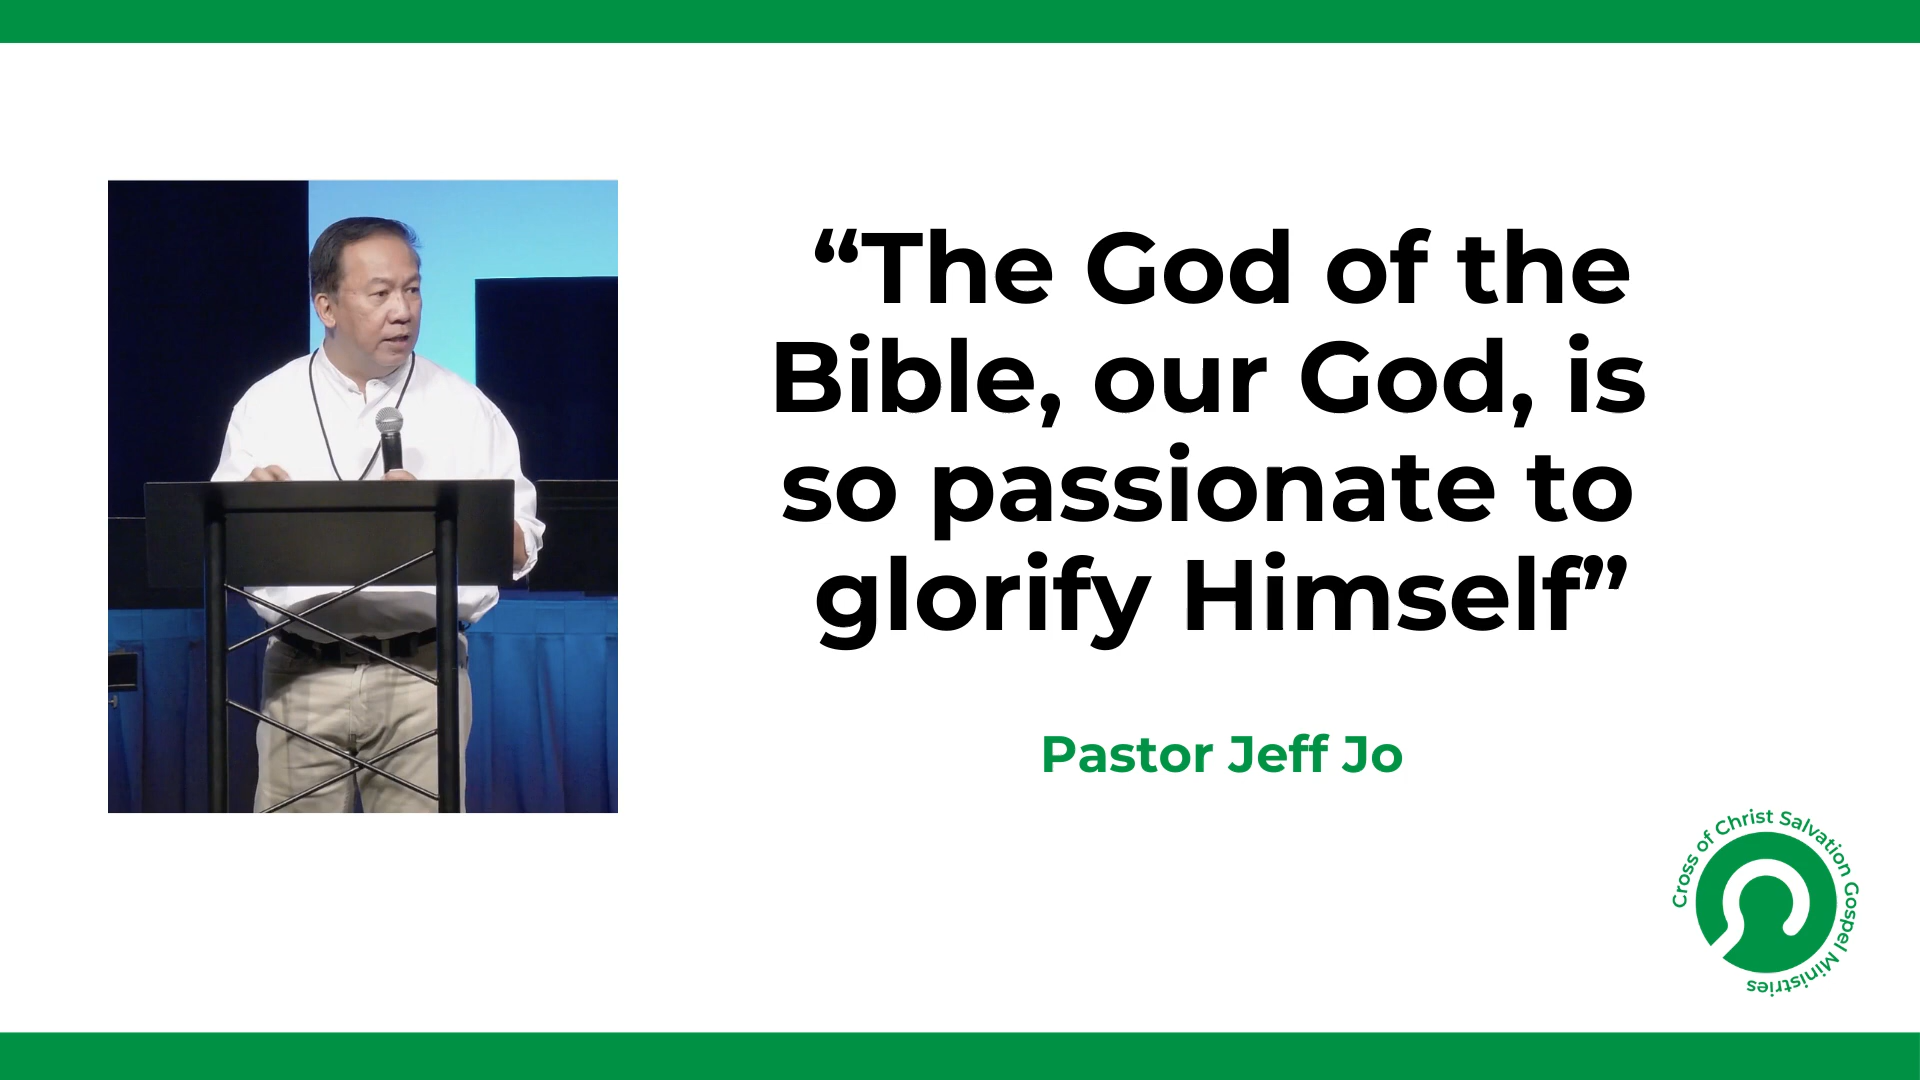 “The God of the
Bible, our God, is
so passionate to
glorify Himself”
Pastor Jeff Jo
Cross of Christ Salvation Gospel Ministries